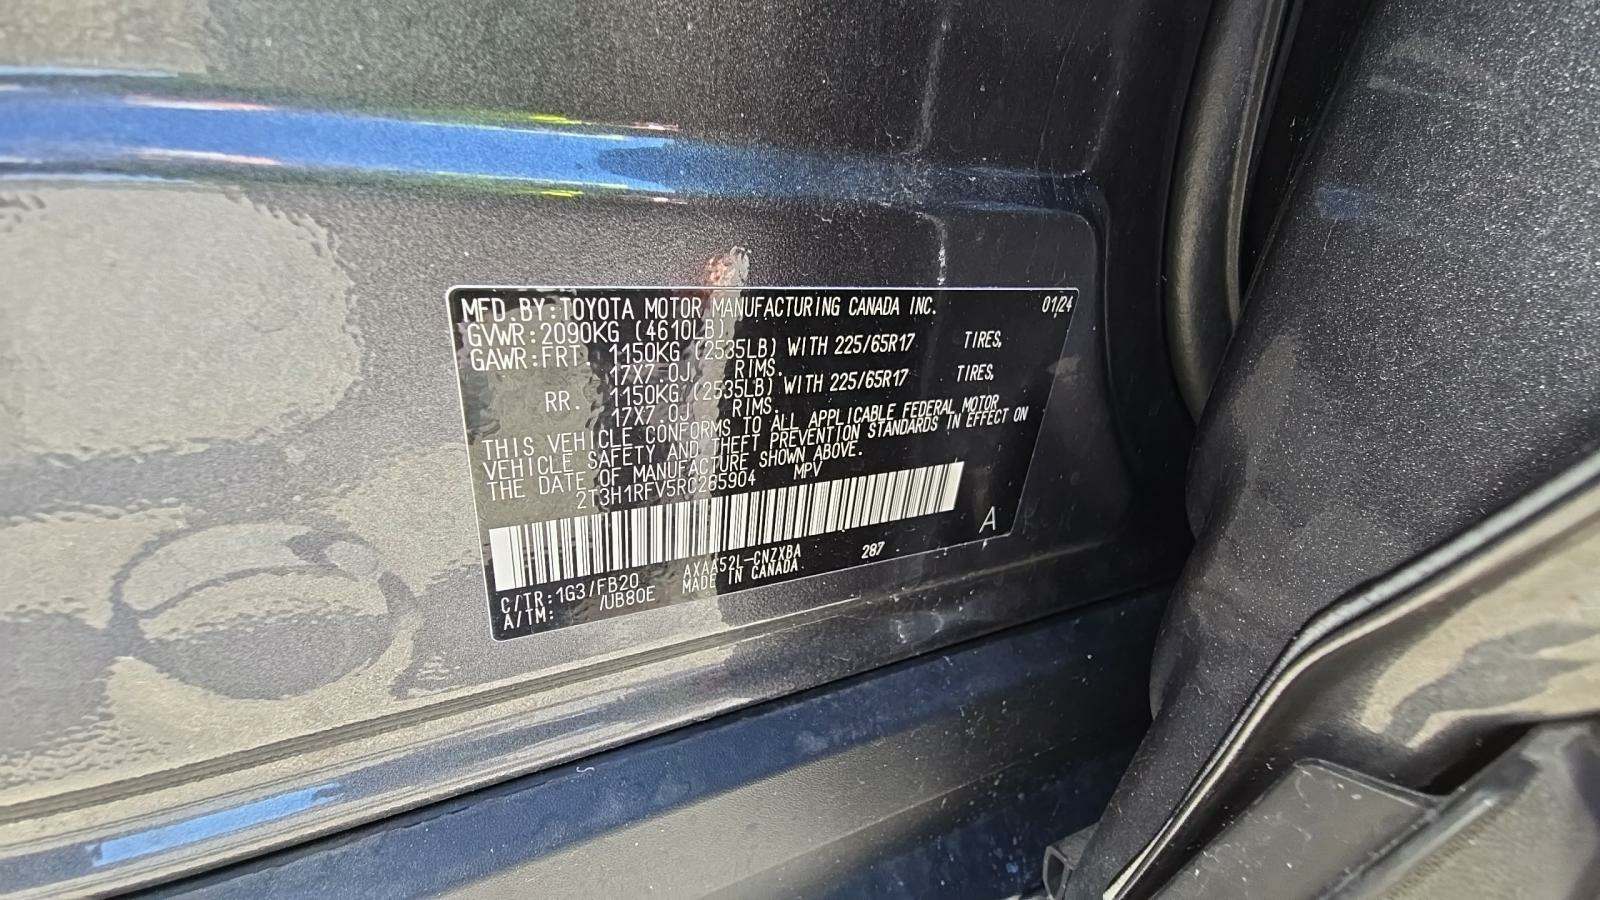 MFD.BY:TOYOTA MOTOR MANUFACTURING CANADA INC. 01/24
GVWR:2090KG (4610LB)
GAWR:FRT. 1150KG (2535LB) WITH 225/65R17 TIRES,
17X7.0J RIMS.
RR. 1150KG (2535LB) WITH 225/65R17 TIRES,
17X7.0J RIMS.
THIS VEHICLE CONFORMS TO ALL APPLICABLE FEDERAL MOTOR
VEHICLE SAFETY AND THEFT PREVENTION STANDARDS IN EFFECT ON
THE DATE OF MANUFACTURE SHOWN ABOVE.
2T3H1RFV5RC265904 MPV
A
C/TR:1G3/FB20 AXAA52L-CNZXBA 287
A/TM: /UB80E MADE IN CANADA